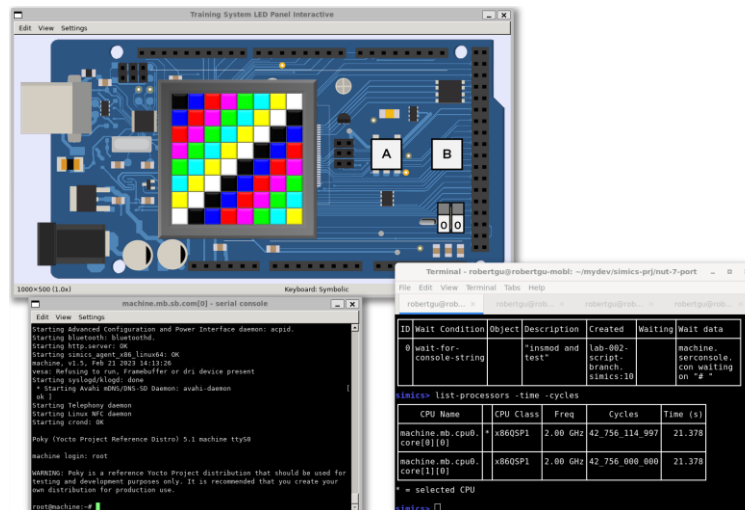 Training System LED Panel Interactive
Edit View Settings
A
B
0 0
1000×500 (1.0x)
Keyboard: Symbolic
machine.mb.sb.com[0] - serial console
Edit View Settings
Starting Advanced Configuration and Power Interface daemon: acpid.
Starting bluetooth: bluetoothd.
Starting http.server: OK
Starting simics_agent_x86_linux64: OK
machine, v1.5, Feb 21 2023 14:13:26
vesa: Refusing to run, Framebuffer or dri device present
Starting syslogd/klogd: done
* Starting Avahi mDNS/DNS-SD Daemon: avahi-daemon [
ok ]
Starting Telephony daemon
Starting Linux NFC daemon
Starting crond: OK
Poky (Yocto Project Reference Distro) 5.1 machine ttyS0
machine login: root
WARNING: Poky is a reference Yocto Project distribution that should be used for
testing and development purposes only. It is recommended that you create your
own distribution for production use.
root@machine:~#
Terminal - robertgu@robertgu-mobl: ~/mydev/simics-prj/nut-7-port
File Edit View Terminal Tabs Help
robertgu@rob... × robertgu@rob... × robertgu@rob... × robertgu@rob... ×
ID Wait Condition Object Description Created Waiting Wait data
0 wait-for- "insmod and lab-002- machine.
console-string test" script- serconsole.
branch. con waiting
simics:10 on "# "
simics> list-processors -time -cycles
CPU Name CPU Class Freq Cycles Time (s)
machine.mb.cpu0. * x86QSP1 2.00 GHz 42_756_114_997 21.378
core[0][0]
machine.mb.cpu0. x86QSP1 2.00 GHz 42_756_000_000 21.378
core[1][0]
* = selected CPU
simics>